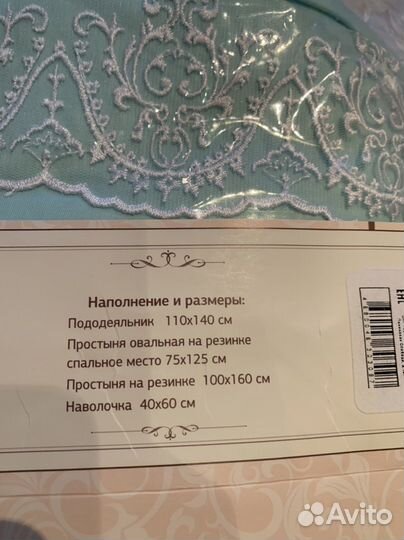 Наполнение и размеры:
Пододеяльник 110х140 см
Простыня овальная на резинке
спальное место 75х125 см
Простыня на резинке 100х160 см
Наволочка 40х60 см
EAC
Avito